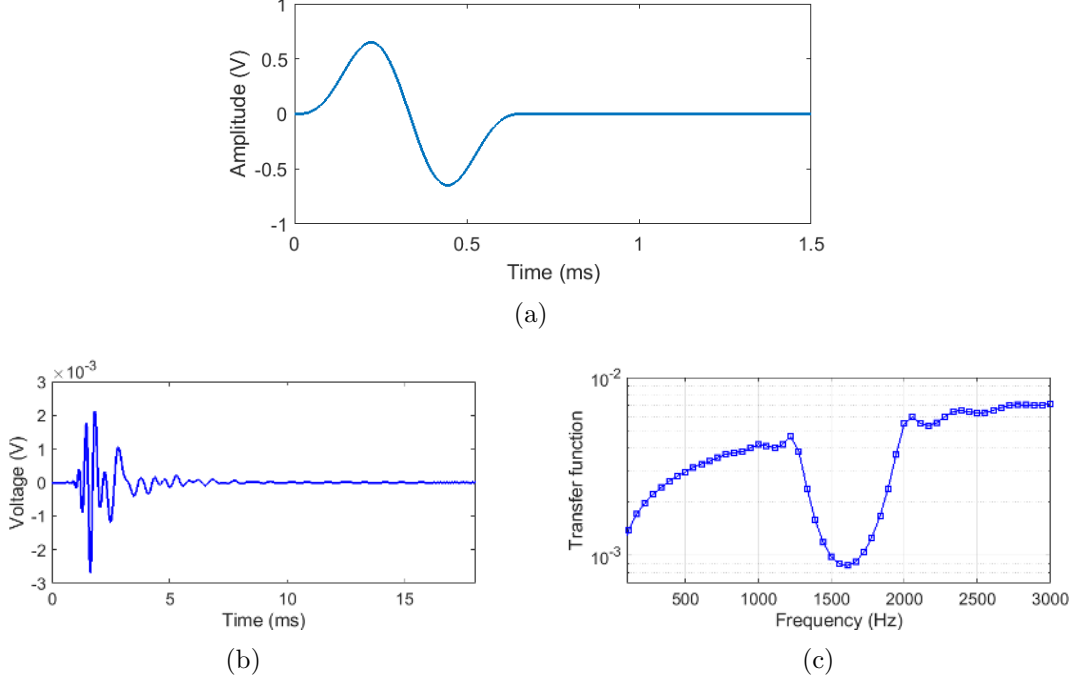 1
0.5
0
-0.5
-1
Amplitude (V)
0 0.5 1 1.5
Time (ms)
(a)
×10⁻³
3
2
1
0
-1
-2
-3
Voltage (V)
0 5 10 15
Time (ms)
(b)
10⁻²
10⁻³
Transfer function
500 1000 1500 2000 2500 3000
Frequency (Hz)
(c)